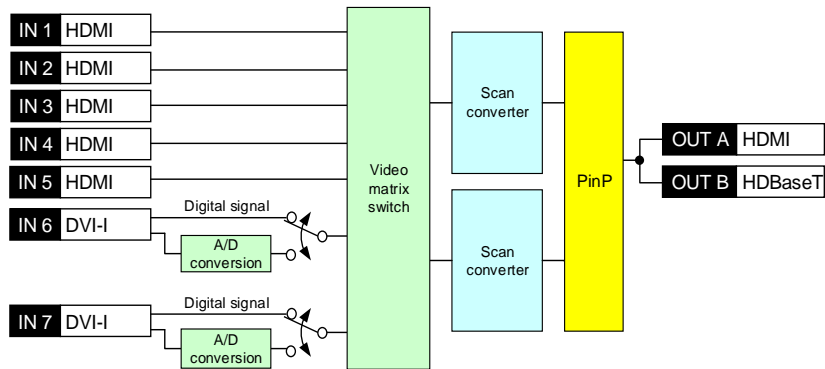 IN 1 HDMI
IN 2 HDMI
IN 3 HDMI
IN 4 HDMI
IN 5 HDMI
IN 6 DVI-I
Digital signal
A/D
conversion
IN 7 DVI-I
Digital signal
A/D
conversion
Video
matrix
switch
Scan
converter
Scan
converter
PinP
OUT A HDMI
OUT B HDBaseT